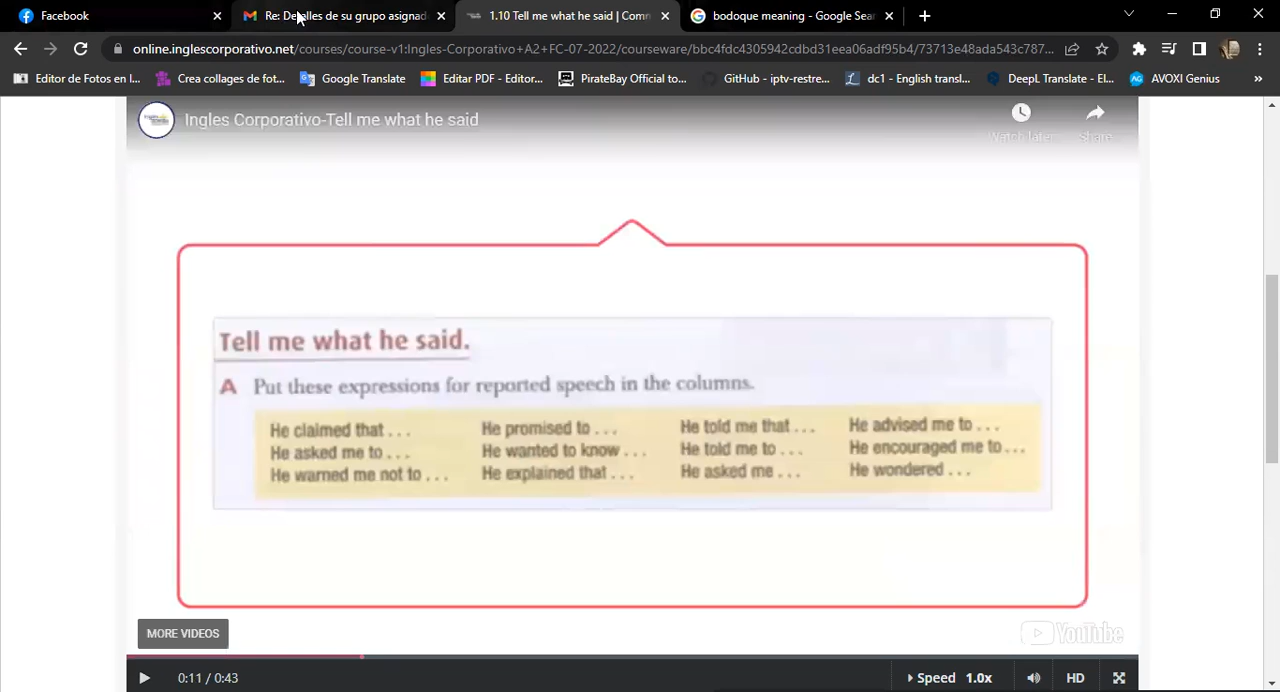 Facebook
Re: Detalles de su grupo asignad
1.10 Tell me what he said | Com
bodoque meaning - Google Sear
online.inglescorporativo.net/courses/course-v1:Ingles-Corporativo+A2+FC-07-2022/courseware/bbc4fdc4305942cdbd31eea06adf95b4/73713e48ada543c787...
Editor de Fotos en l...
Crea collages de fot...
Google Translate
Editar PDF - Editor...
PirateBay Official to...
GitHub - iptv-restre...
dc1 - English transl...
DeepL Translate - El...
AVOXI Genius
Ingles Corporativo-Tell me what he said
Watch later
Share
Tell me what he said.
A Put these expressions for reported speech in the columns.
He claimed that ... He promised to ... He told me that ... He advised me to ...
He asked me to ... He wanted to know ... He told me to ... He encouraged me to ...
He warned me not to ... He explained that ... He asked me ... He wondered ...
MORE VIDEOS
YouTube
0:11 / 0:43
Speed 1.0x
HD